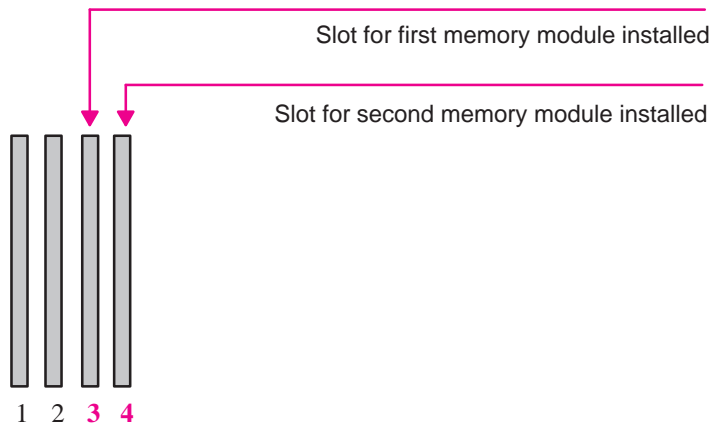 Slot for first memory module installed
Slot for second memory module installed
1 2 3 4